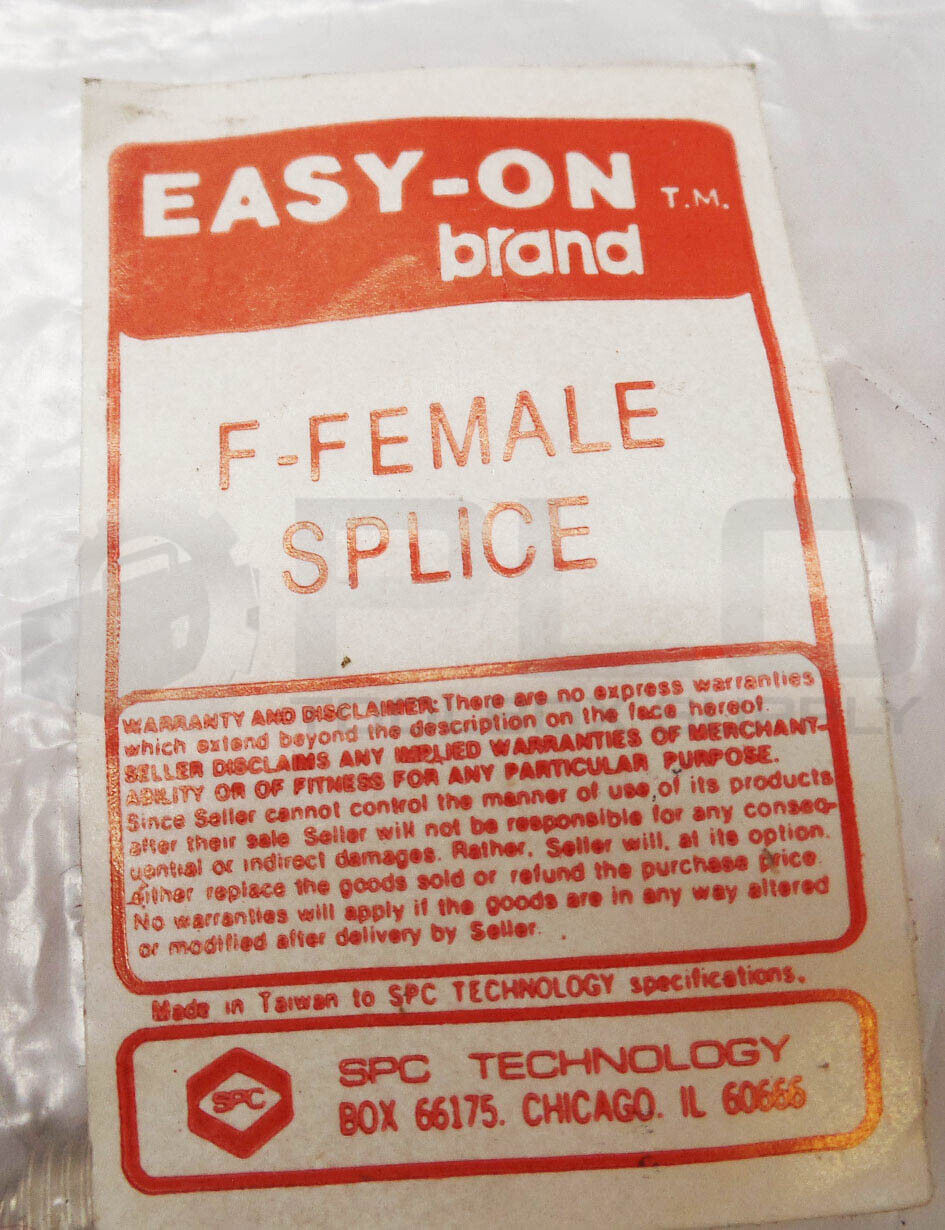 EASY-ON T.M.
brand
F-FEMALE
SPLICE
WARRANTY AND DISCLAIMER: There are no express warranties
which extend beyond the description on the face hereof.
SELLER DISCLAIMS ANY IMPLIED WARRANTIES OF MERCHANT-
ABILITY OR OF FITNESS FOR ANY PARTICULAR PURPOSE.
Since Seller cannot control the manner of use of its products
after their sale Seller will not be responsible for any conseq-
uential or indirect damages. Rather, Seller will, at its option.
either replace the goods sold or refund the purchase price
No warranties will apply if the goods are in any way altered
or modified after delivery by Seller.
Made in Taiwan to SPC TECHNOLOGY specifications.
SPC
SPC TECHNOLOGY
BOX 66175. CHICAGO. IL 60666
PLC